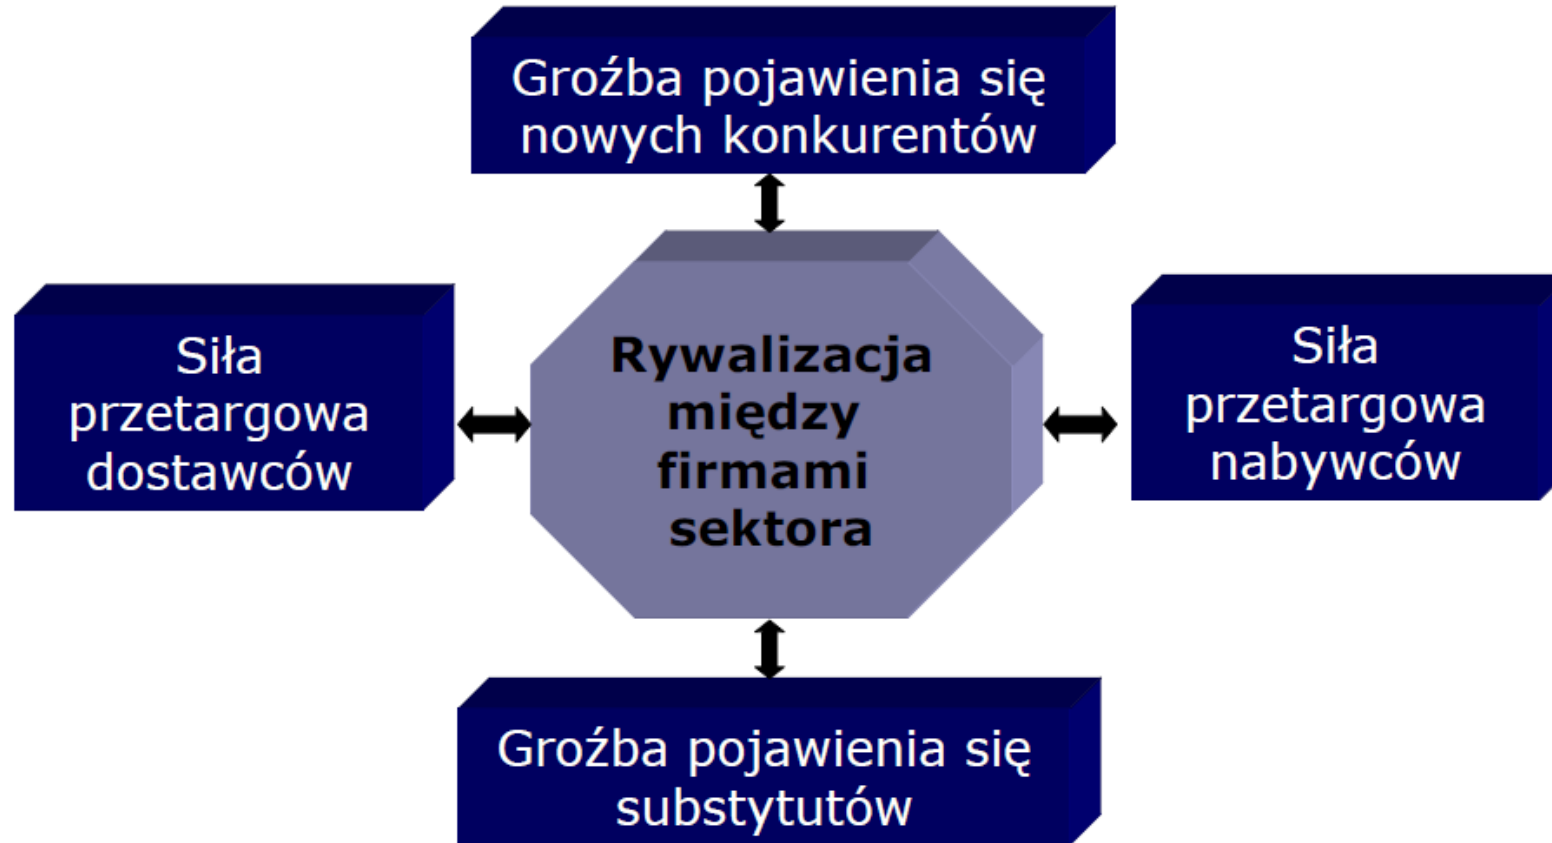 Groźba pojawienia się
nowych konkurentów
Siła
przetargowa
dostawców
Rywalizacja
między
firmami
sektora
Siła
przetargowa
nabywców
Groźba pojawienia się
substytutów